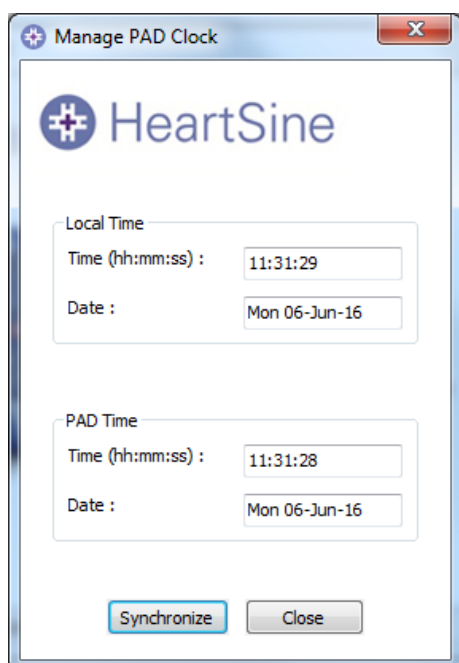 Manage PAD Clock
HeartSine
Local Time
Time (hh:mm:ss) : 11:31:29
Date : Mon 06-Jun-16
PAD Time
Time (hh:mm:ss) : 11:31:28
Date : Mon 06-Jun-16
Synchronize Close